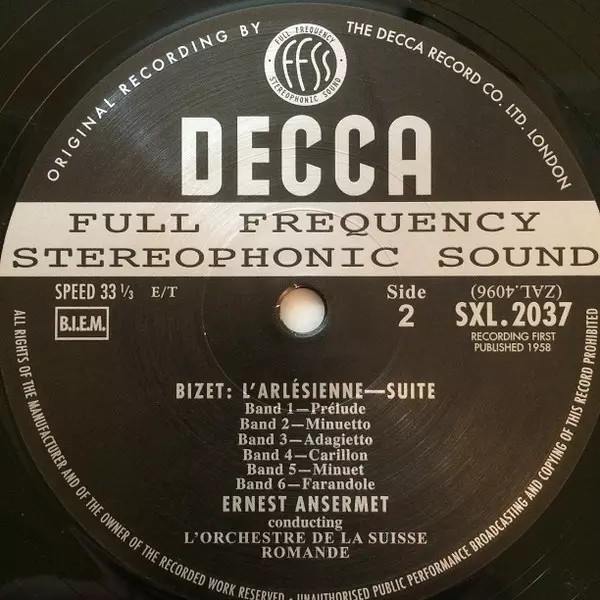 ORIGINAL RECORDING BY
THE DECCA RECORD CO. LTD. LONDON
FULL FREQUENCY
FFSS
STEREOPHONIC SOUND
DECCA
FULL FREQUENCY
STEREOPHONIC SOUND
SPEED 33 1/3 E/T
B.I.E.M.
Side
2
(ZAL.4096)
SXL.2037
RECORDING FIRST
PUBLISHED 1958
BIZET: L'ARLÉSIENNE—SUITE
Band 1—Prélude
Band 2—Minuetto
Band 3—Adagietto
Band 4—Carillon
Band 5—Minuet
Band 6—Farandole
ERNEST ANSERMET
conducting
L'ORCHESTRE DE LA SUISSE
ROMANDE
ALL RIGHTS OF THE MANUFACTURER AND OF THE OWNER OF THE RECORDED WORK RESERVED - UNAUTHORISED PUBLIC PERFORMANCE BROADCASTING AND COPYING OF THIS RECORD PROHIBITED